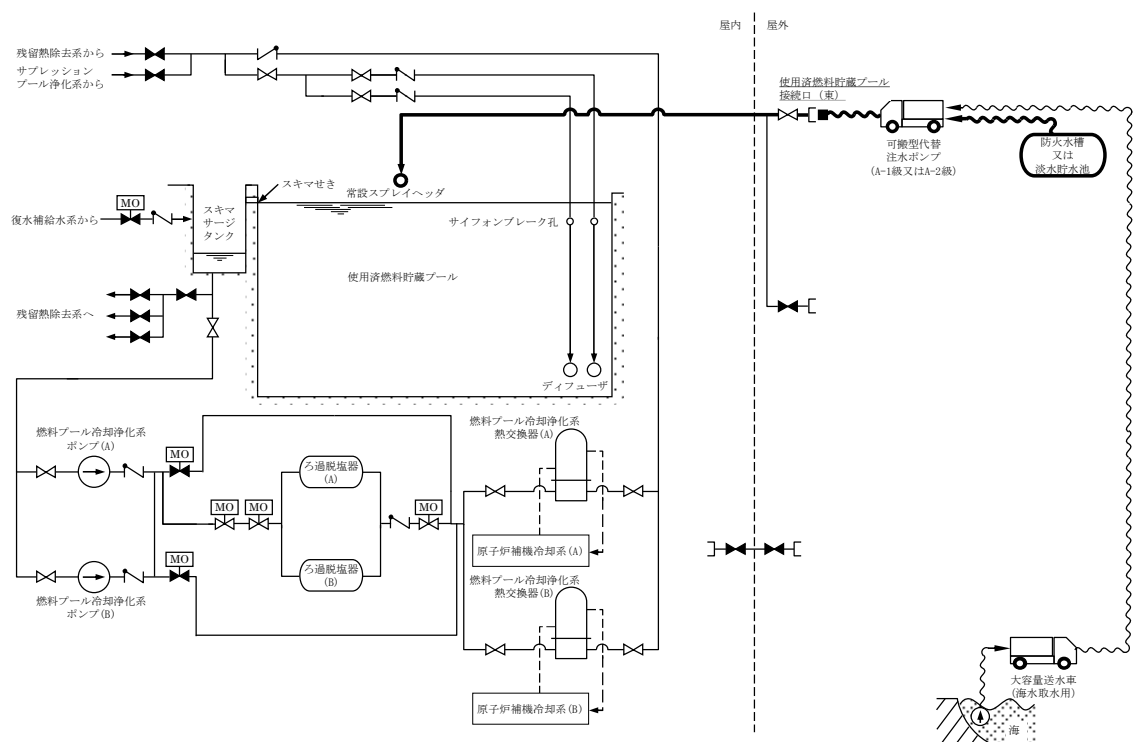 屋内
屋外
残留熱除去系から
サプレッション
プール浄化系から
使用済燃料貯蔵プール
接続口（東）
可搬型代替
注水ポンプ
(A-1級又はA-2級)
防火水槽
又は
淡水貯水池
スキマせき
常設スプレイヘッダ
MO
復水補給水系から
スキマ
サージ
タンク
サイフォンブレーク孔
使用済燃料貯蔵プール
残留熱除去系へ
ディフューザ
燃料プール冷却浄化系
ポンプ(A)
MO
ろ過脱塩器
(A)
燃料プール冷却浄化系
熱交換器(A)
MO
MO
MO
原子炉補機冷却系(A)
MO
ろ過脱塩器
(B)
燃料プール冷却浄化系
熱交換器(B)
燃料プール冷却浄化系
ポンプ(B)
原子炉補機冷却系(B)
大容量送水車
(海水取水用)
海